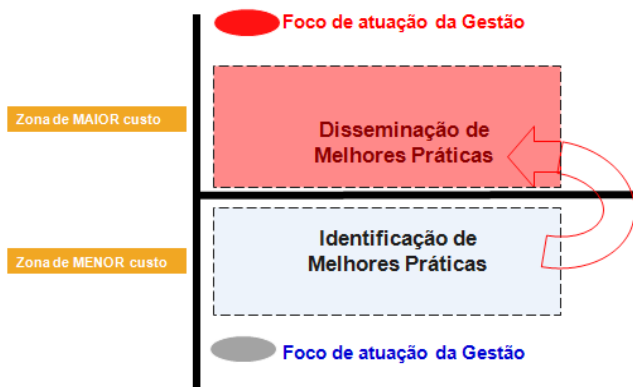 Foco de atuação da Gestão
Zona de MAIOR custo
Disseminação de
Melhores Práticas
Identificação de
Melhores Práticas
Zona de MENOR custo
Foco de atuação da Gestão